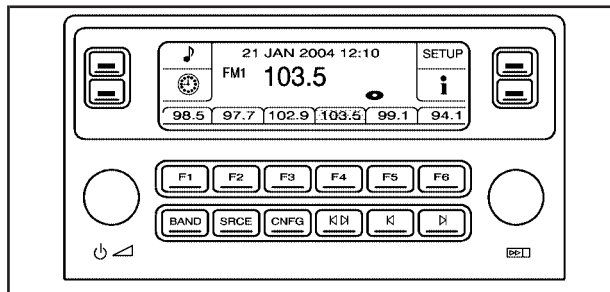 21 JAN 2004 12:10 SETUP
FM1 103.5 i
98.5 97.7 102.9 103.5 99.1 94.1
F1 F2 F3 F4 F5 F6
BAND SRCE CNFG